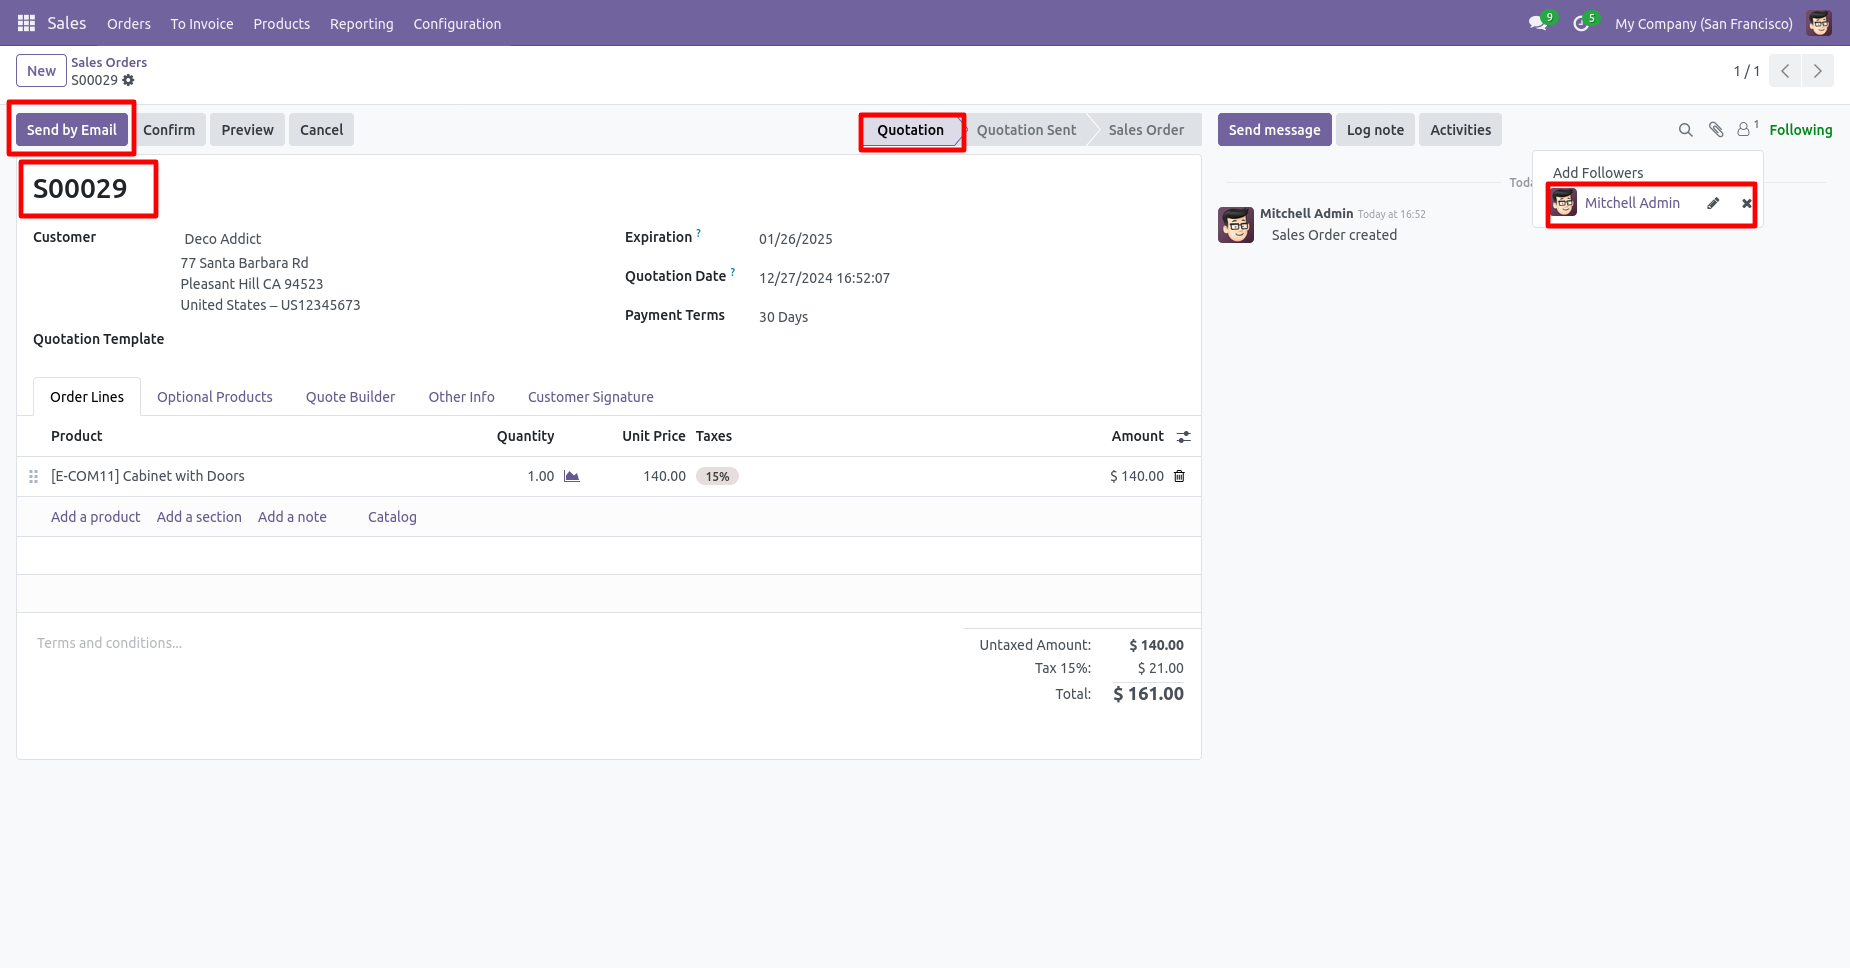 Sales Orders To Invoice Products Reporting Configuration 9 5 My Company (San Francisco)
New Sales Orders
S00029
1 / 1
Send by Email Confirm Preview Cancel Quotation Quotation Sent Sales Order Send message Log note Activities 1 Following
Add Followers
Mitchell Admin
Toda
S00029
Mitchell Admin Today at 16:52
Sales Order created
Customer Deco Addict
77 Santa Barbara Rd
Pleasant Hill CA 94523
United States – US12345673
Expiration ? 01/26/2025
Quotation Date ? 12/27/2024 16:52:07
Payment Terms 30 Days
Quotation Template
Order Lines Optional Products Quote Builder Other Info Customer Signature
Product Quantity Unit Price Taxes Amount
[E-COM11] Cabinet with Doors 1.00 140.00 15% $ 140.00
Add a product Add a section Add a note Catalog
Terms and conditions...
Untaxed Amount: $ 140.00
Tax 15%: $ 21.00
Total: $ 161.00